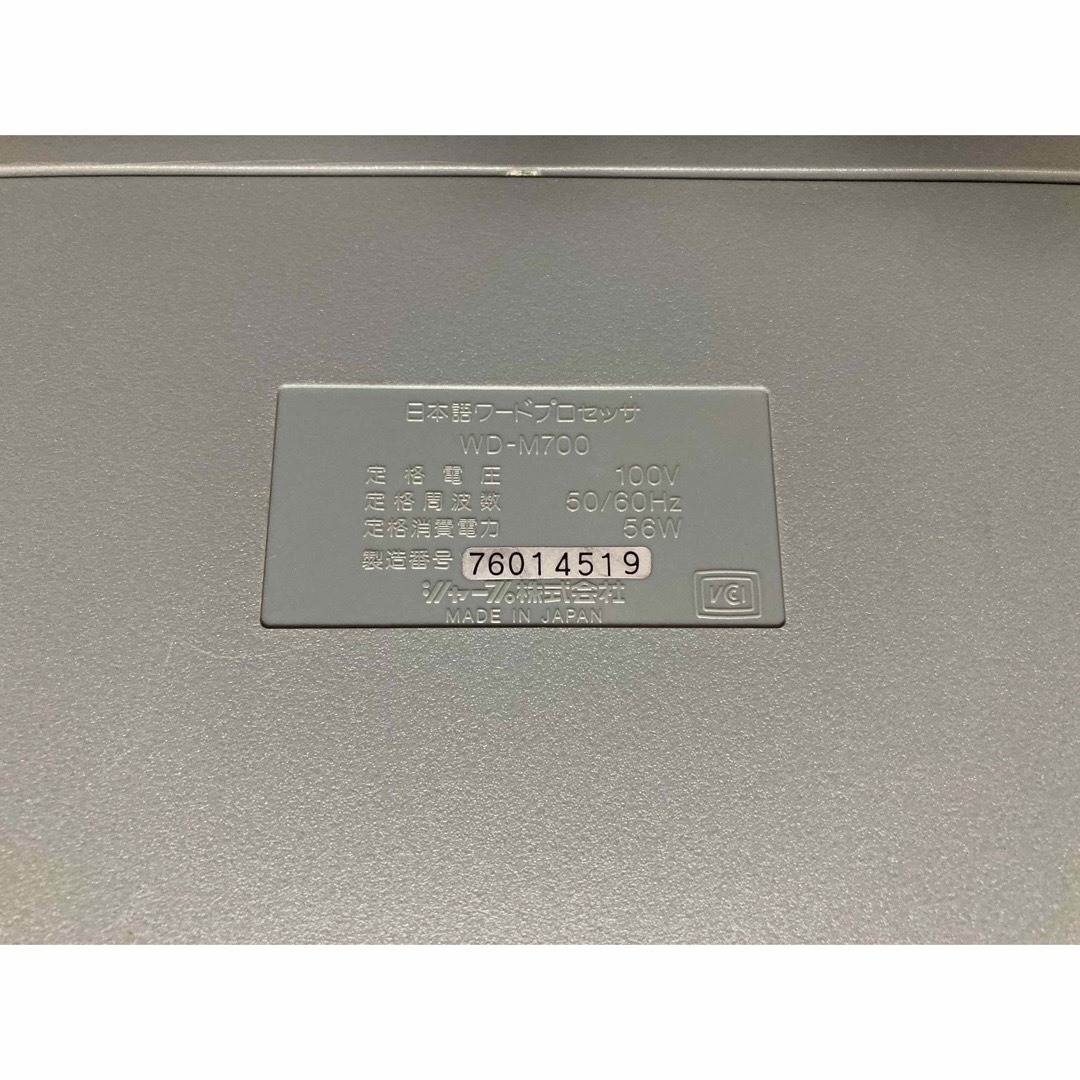 日本語ワードプロセッサ
WD-M700
定格電圧 100V
定格周波数 50/60Hz
定格消費電力 56W
製造番号 76014519
シャープ株式会社
MADE IN JAPAN
VCI